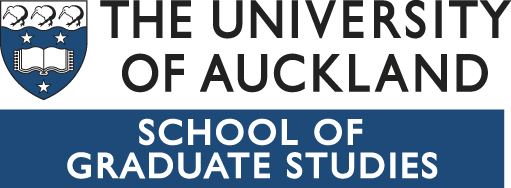 THE UNIVERSITY
OF AUCKLAND
SCHOOL OF
GRADUATE STUDIES